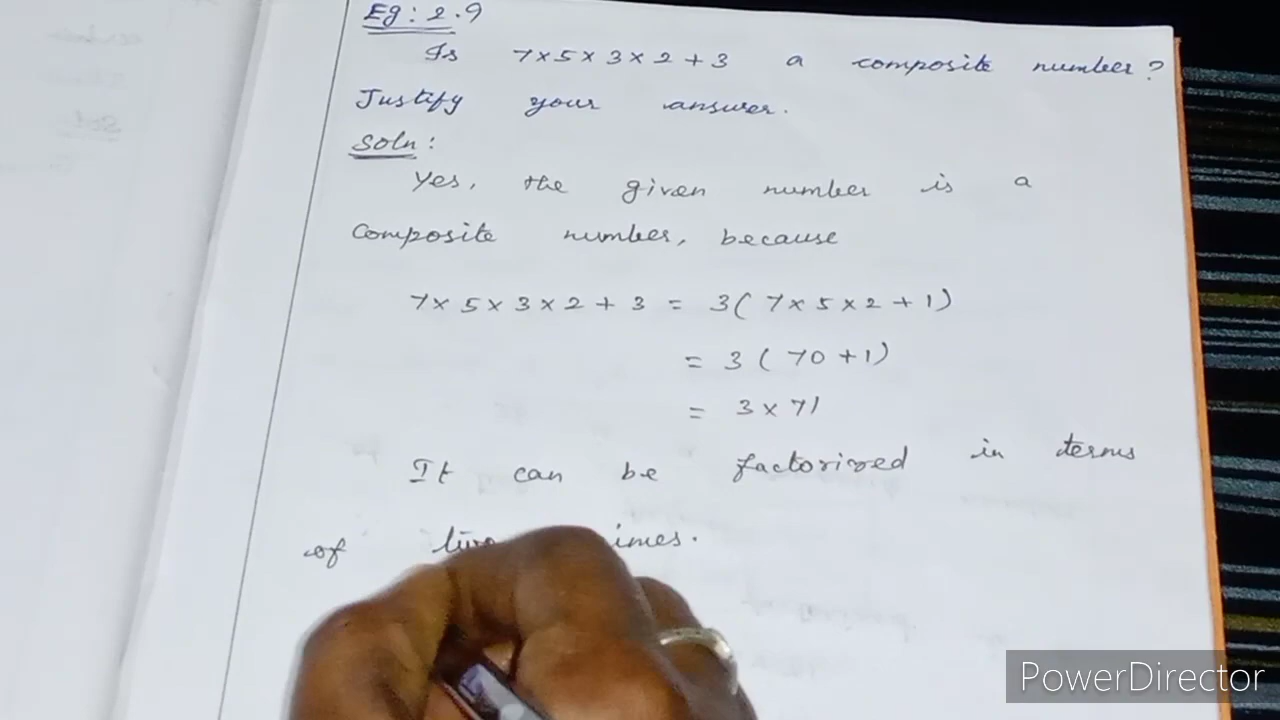 Eg: 2.9
Is 7×5×3×2+3 a composite number?
Justify your answer.
Soln:
Yes, the given number is a
composite number, because
7×5×3×2+3 = 3(7×5×2+1)
= 3(70+1)
= 3×71
It can be factorized in terms
of
PowerDirector